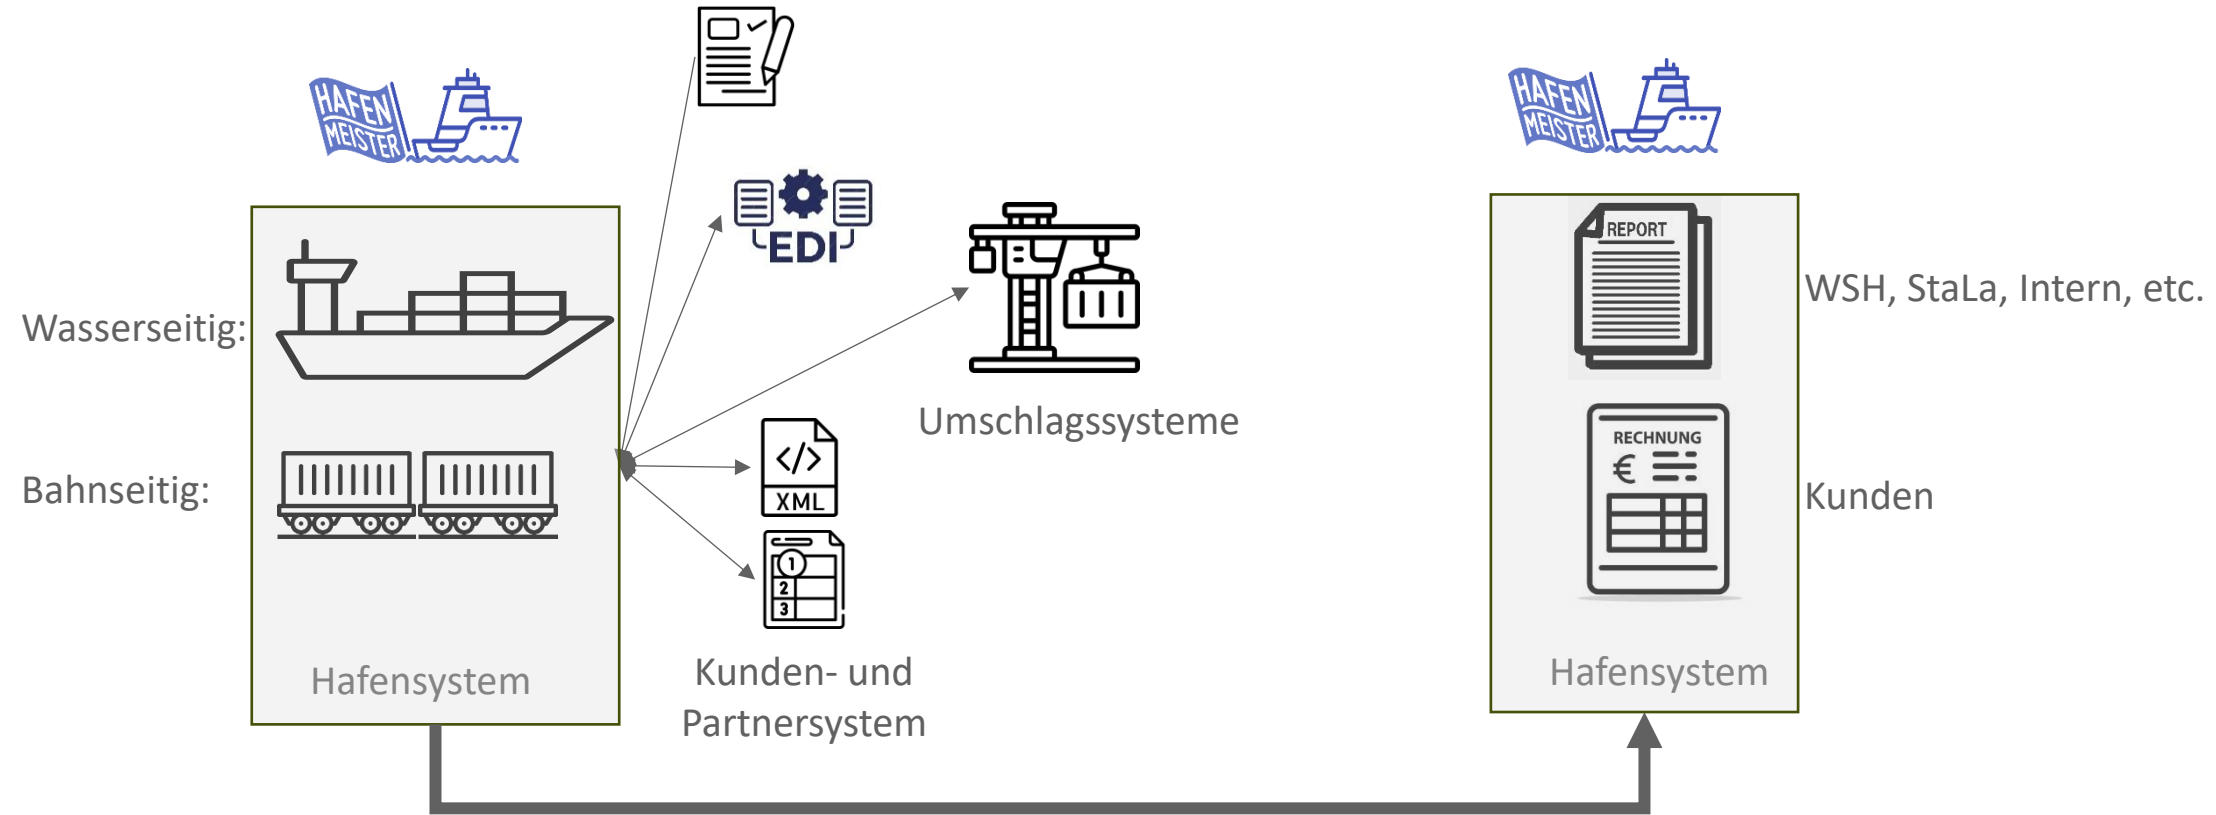 HAFEN
MEISTER
Wasserseitig:
Bahnseitig:
Hafensystem
EDI
Umschlagssysteme
</>
XML
1
2
3
Kunden- und
Partnersystem
HAFEN
MEISTER
REPORT
WSH, StaLa, Intern, etc.
RECHNUNG
€
Kunden
Hafensystem